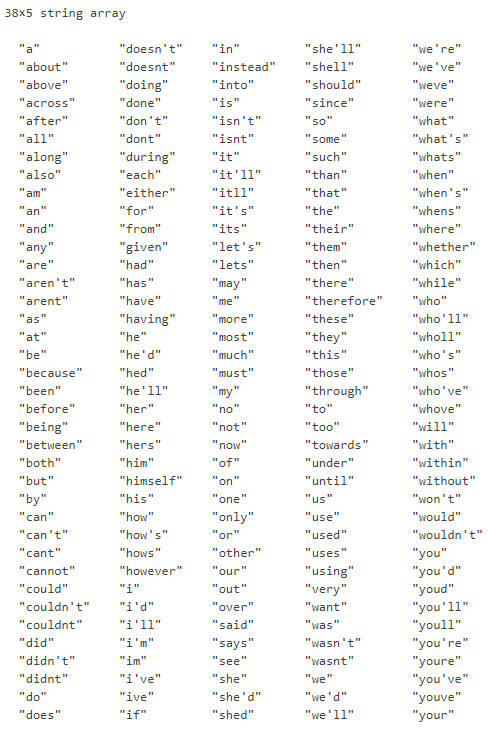 38×5 string array
"a" "doesn't" "in" "she'll" "we're"
"about" "doesnt" "instead" "shell" "we've"
"above" "doing" "into" "should" "weve"
"across" "done" "is" "since" "were"
"after" "don't" "isn't" "so" "what"
"all" "dont" "isnt" "some" "what's"
"along" "during" "it" "such" "whats"
"also" "each" "it'll" "than" "when"
"am" "either" "itll" "that" "when's"
"an" "for" "it's" "the" "whens"
"and" "from" "its" "their" "where"
"any" "given" "let's" "them" "whether"
"are" "had" "lets" "then" "which"
"aren't" "has" "may" "there" "while"
"arent" "have" "me" "therefore" "who"
"as" "having" "more" "these" "who'll"
"at" "he" "most" "they" "wholl"
"be" "he'd" "much" "this" "who's"
"because" "hed" "must" "those" "whos"
"been" "he'll" "my" "through" "who've"
"before" "her" "no" "to" "whove"
"being" "here" "not" "too" "will"
"between" "hers" "now" "towards" "with"
"both" "him" "of" "under" "within"
"but" "himself" "on" "until" "without"
"by" "his" "one" "us" "won't"
"can" "how" "only" "use" "would"
"can't" "how's" "or" "used" "wouldn't"
"cant" "hows" "other" "uses" "you"
"cannot" "however" "our" "using" "you'd"
"could" "i" "out" "very" "youd"
"couldn't" "i'd" "over" "want" "you'll"
"couldnt" "i'll" "said" "was" "youll"
"did" "i'm" "says" "wasn't" "you're"
"didn't" "im" "see" "wasnt" "youre"
"didnt" "i've" "she" "we" "you've"
"do" "ive" "she'd" "we'd" "youve"
"does" "if" "shed" "we'll" "your"